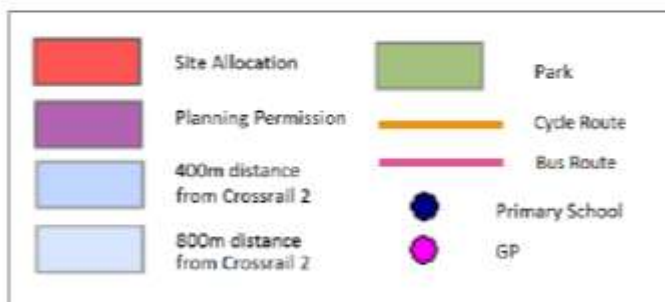 Site Allocation
Planning Permission
400m distance
from Crossrail 2
800m distance
from Crossrail 2
Park
Cycle Route
Bus Route
Primary School
GP